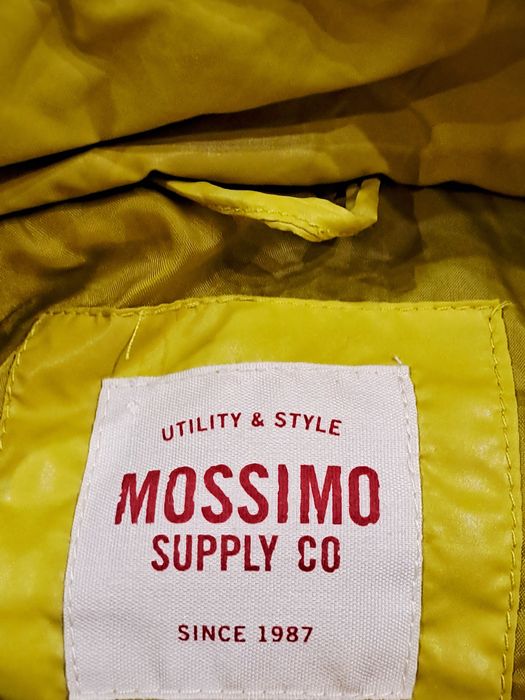 UTILITY & STYLE
MOSSIMO
SUPPLY CO
SINCE 1987